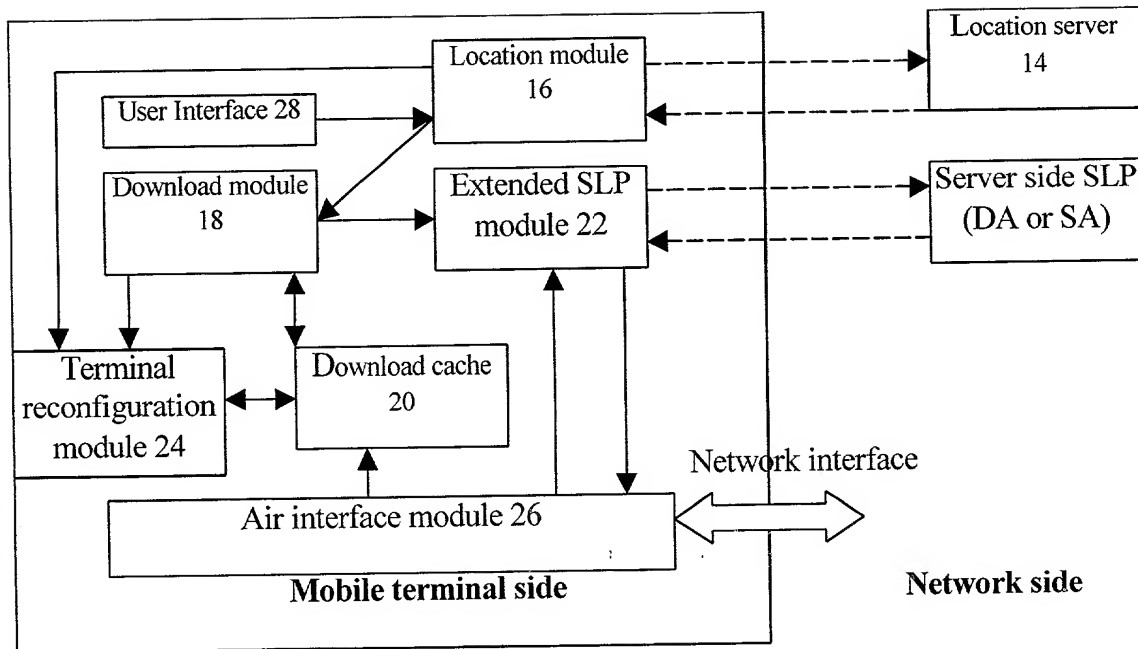 Location module
16
Location server
14
User Interface 28
Download module
18
Extended SLP
module 22
Server side SLP
(DA or SA)
Terminal
reconfiguration
module 24
Download cache
20
Network interface
Air interface module 26
Mobile terminal side
Network side